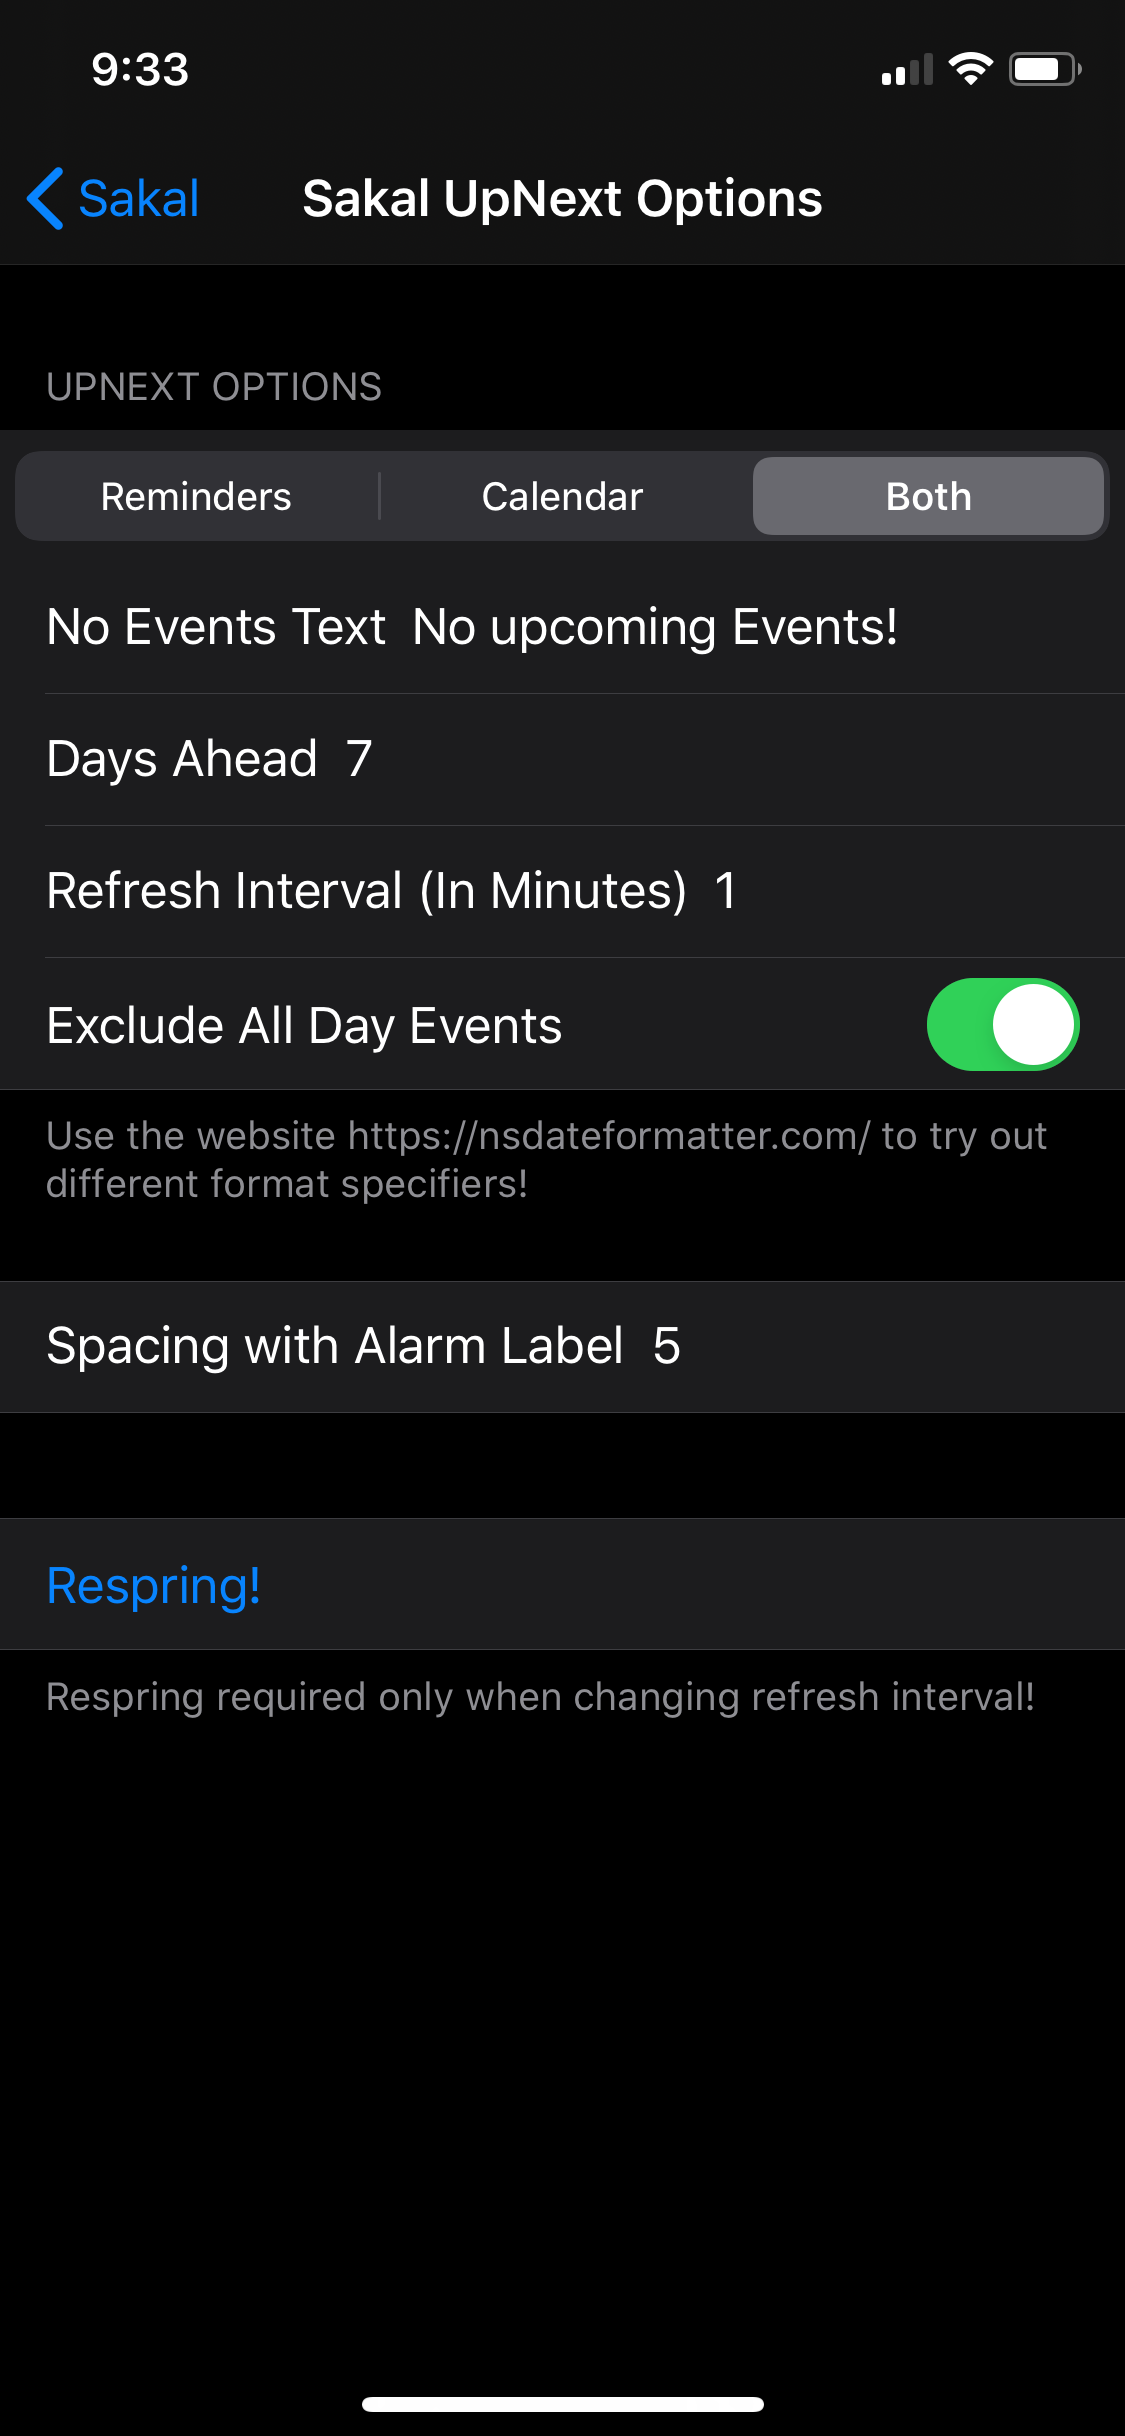 9:33
Sakal
Sakal UpNext Options
UPNEXT OPTIONS
Reminders
Calendar
Both
No Events Text No upcoming Events!
Days Ahead 7
Refresh Interval (In Minutes) 1
Exclude All Day Events
Use the website https://nsdateformatter.com/ to try out
different format specifiers!
Spacing with Alarm Label 5
Respring!
Respring required only when changing refresh interval!